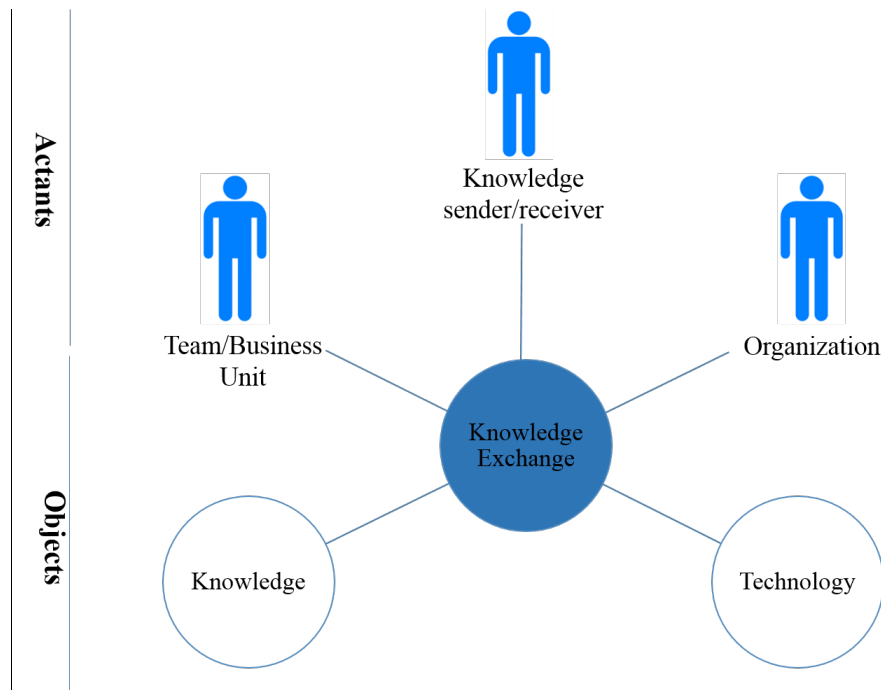 Actants
Knowledge
sender/receiver
Team/Business
Unit
Organization
Knowledge
Exchange
Objects
Knowledge
Technology